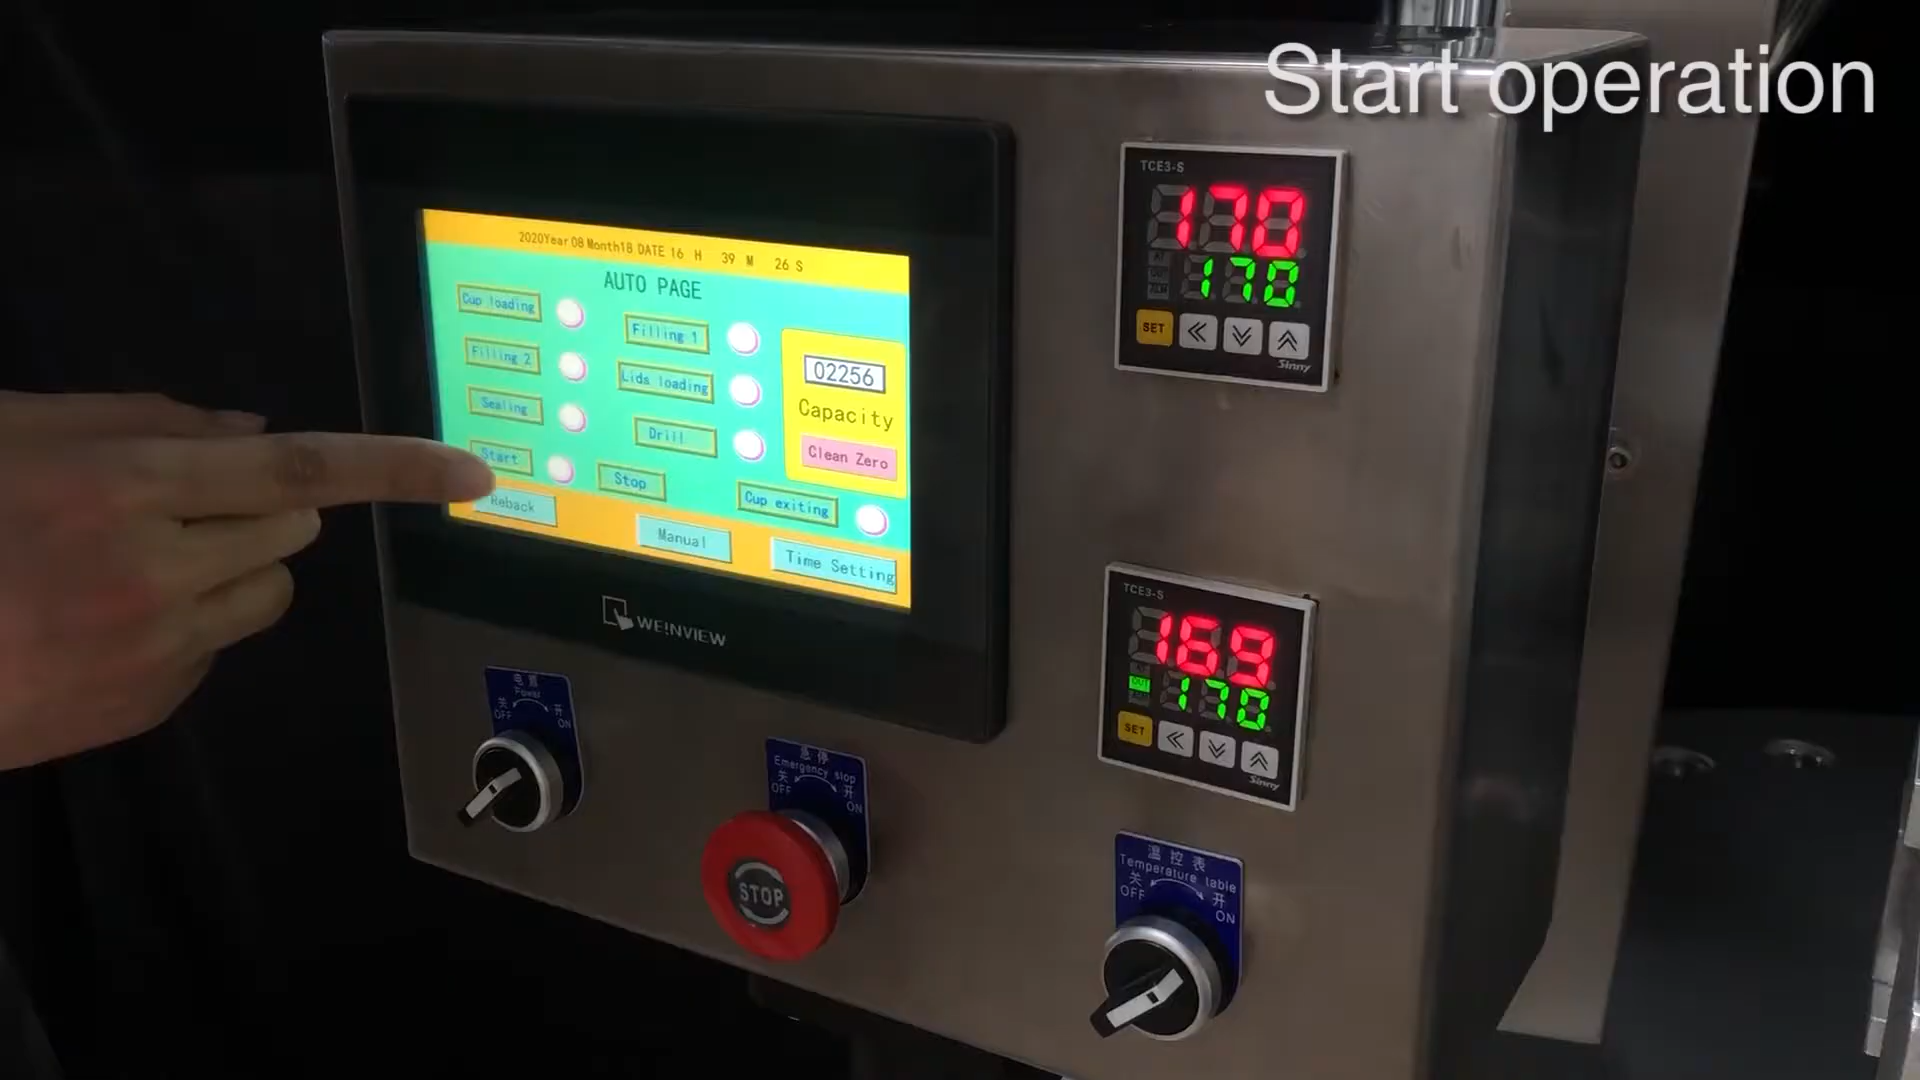 Start operation
TCE3-S
170
170
SET
Sinny
2020Year 08 Month18 DATE 16 H 39 M 26 S
AUTO PAGE
Cup loading
Filling 1
Filling 2
Lids loading
02256
Capacity
Sealing
Drill
Clean Zero
Start
Stop
Cup exiting
Reback
Manual
Time Setting
WE!NVIEW
TCE3-S
169
OUT
170
SET
Sinny
电源
Power
关 开
OFF ON
急停
Emergency stop
关 开
OFF ON
STOP
温控表
Temperature table
关 开
OFF ON